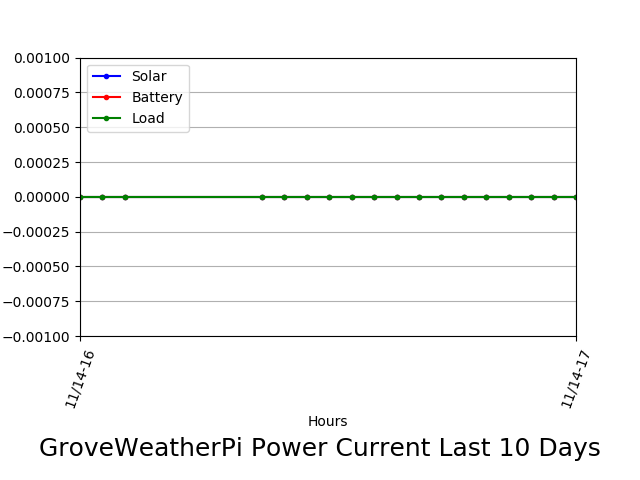 0.00100
0.00075
0.00050
0.00025
0.00000
−0.00025
−0.00050
−0.00075
−0.00100
Solar
Battery
Load
11/14-16
11/14-17
Hours
GroveWeatherPi Power Current Last 10 Days